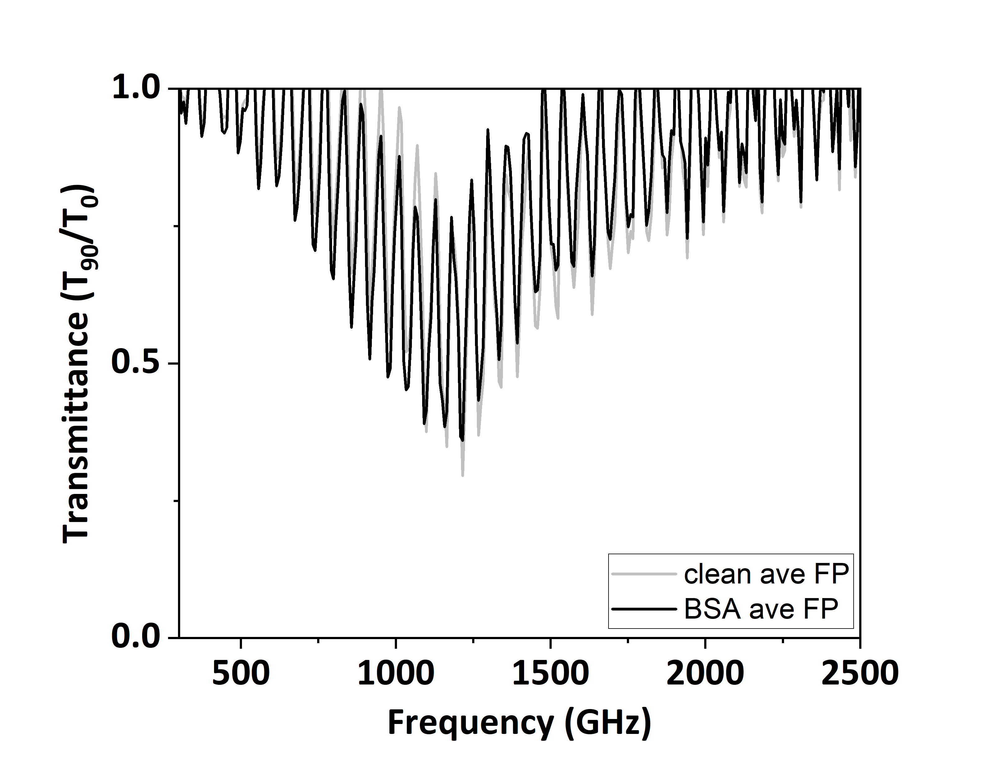 Transmittance (T90/T0)
1.0
0.5
0.0
clean ave FP
BSA ave FP
500 1000 1500 2000 2500
Frequency (GHz)